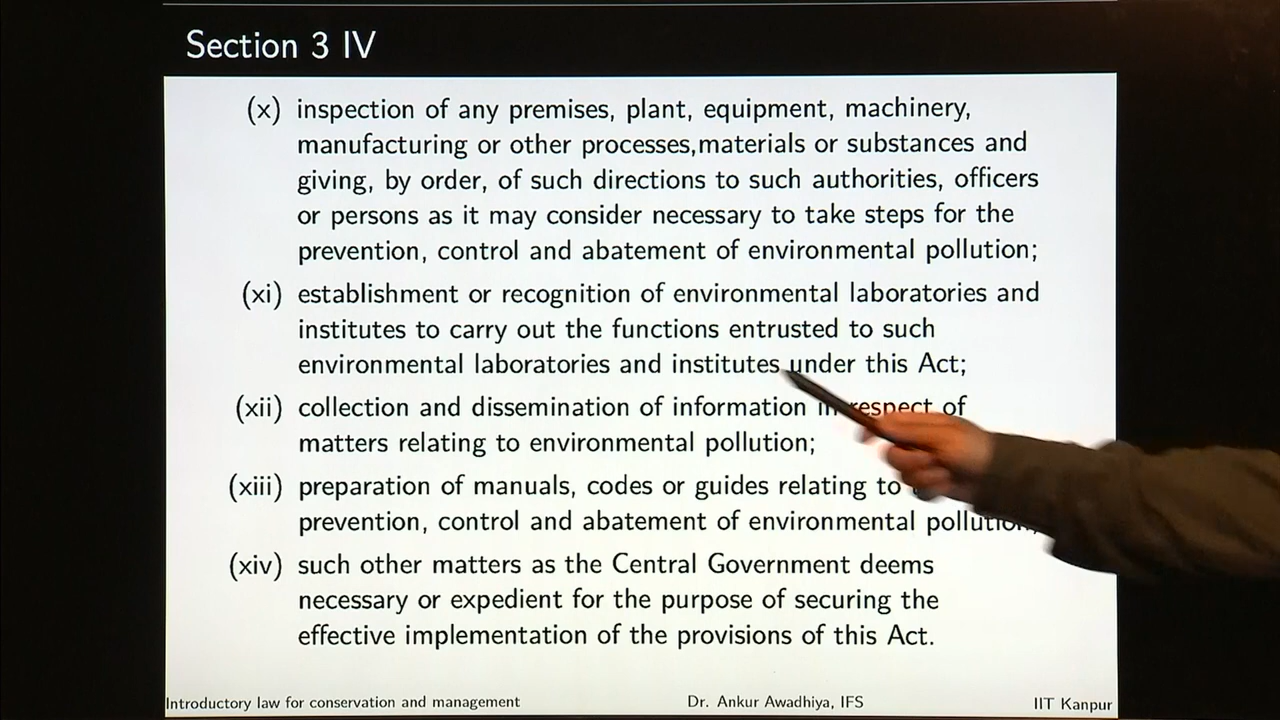 Section 3 IV
(x) inspection of any premises, plant, equipment, machinery,
manufacturing or other processes,materials or substances and
giving, by order, of such directions to such authorities, officers
or persons as it may consider necessary to take steps for the
prevention, control and abatement of environmental pollution;
(xi) establishment or recognition of environmental laboratories and
institutes to carry out the functions entrusted to such
environmental laboratories and institutes under this Act;
(xii) collection and dissemination of information in respect of
matters relating to environmental pollution;
(xiii) preparation of manuals, codes or guides relating to
prevention, control and abatement of environmental pollution;
(xiv) such other matters as the Central Government deems
necessary or expedient for the purpose of securing the
effective implementation of the provisions of this Act.
Introductory law for conservation and management Dr. Ankur Awadhiya, IFS IIT Kanpur